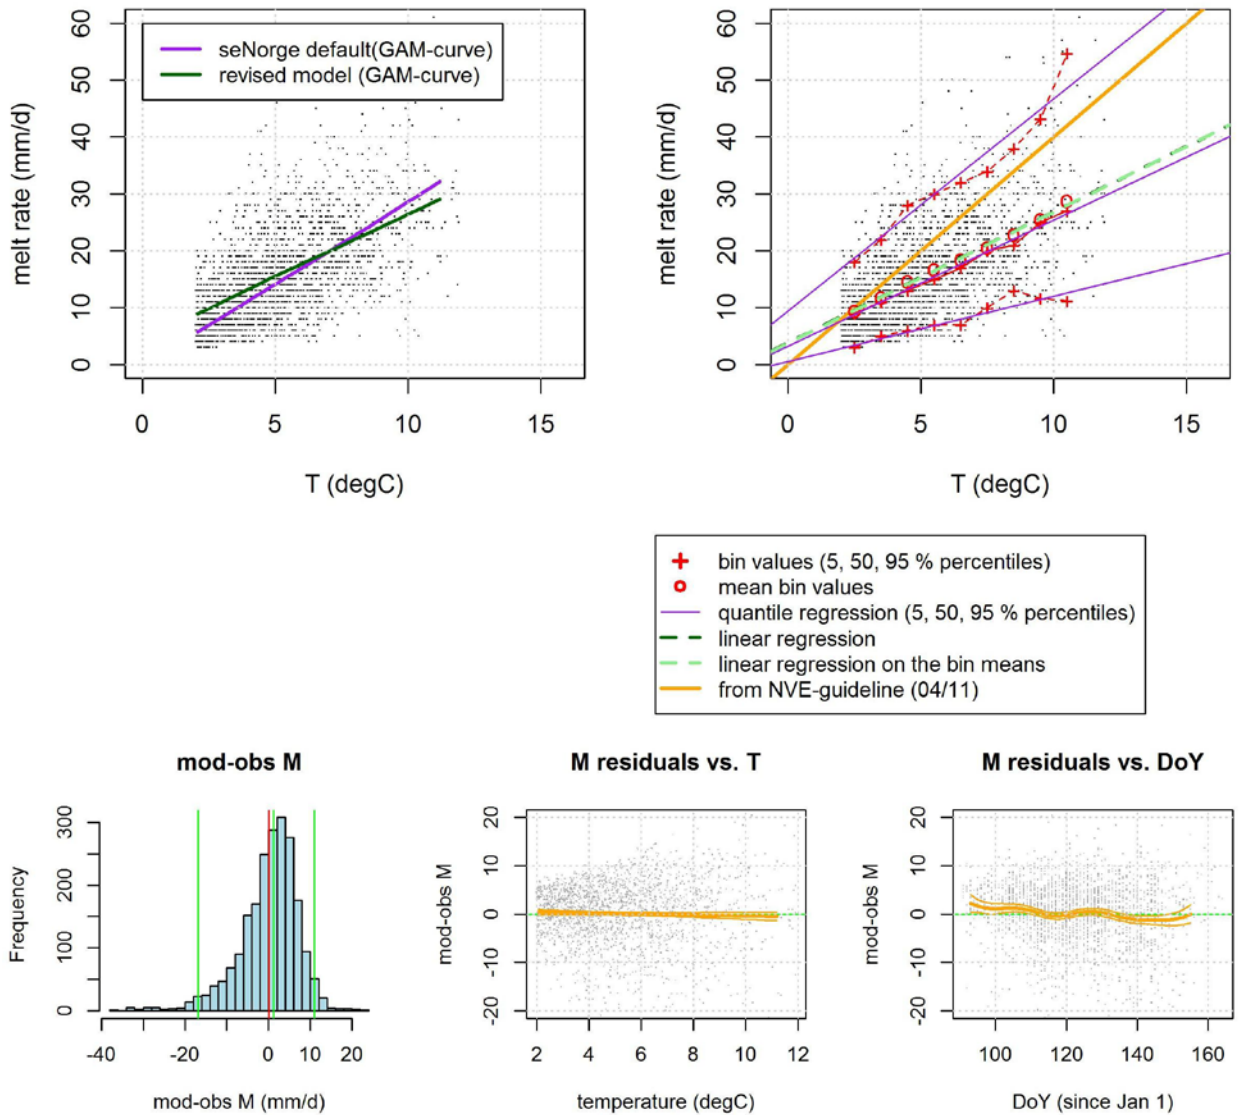 60
50
40
30
20
10
0
melt rate (mm/d)
seNorge default(GAM-curve)
revised model (GAM-curve)
0 5 10 15
T (degC)
60
50
40
30
20
10
0
melt rate (mm/d)
0 5 10 15
T (degC)
bin values (5, 50, 95 % percentiles)
mean bin values
quantile regression (5, 50, 95 % percentiles)
linear regression
linear regression on the bin means
from NVE-guideline (04/11)
mod-obs M
300
200
100
0
Frequency
-40 -20 0 20
mod-obs M (mm/d)
M residuals vs. T
20
10
0
-10
-20
mod-obs M
2 4 6 8 10 12
temperature (degC)
M residuals vs. DoY
20
10
0
-10
-20
mod-obs M
100 120 140 160
DoY (since Jan 1)